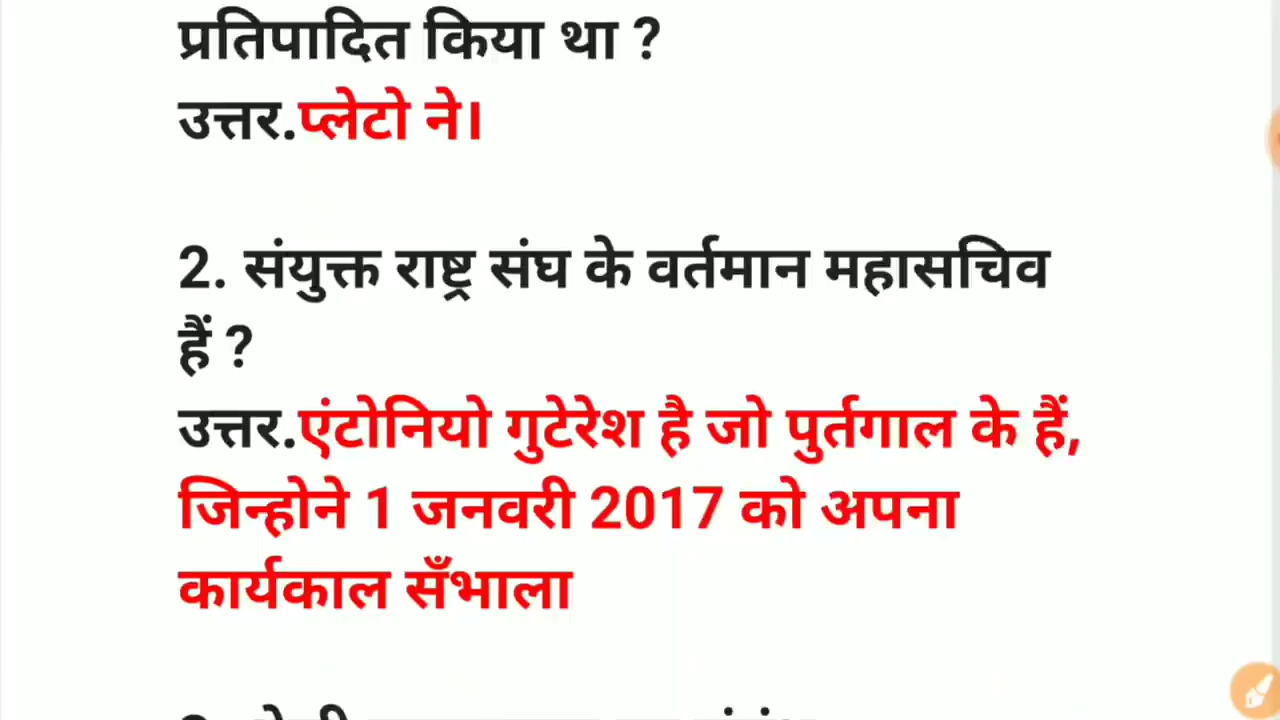 प्रतिपादित किया था ?
उत्तर.प्लेटो ने।
2. संयुक्त राष्ट्र संघ के वर्तमान महासचिव
हैं ?
उत्तर.एंटोनियो गुटेरेश है जो पुर्तगाल के हैं,
जिन्होने 1 जनवरी 2017 को अपना
कार्यकाल सँभाला